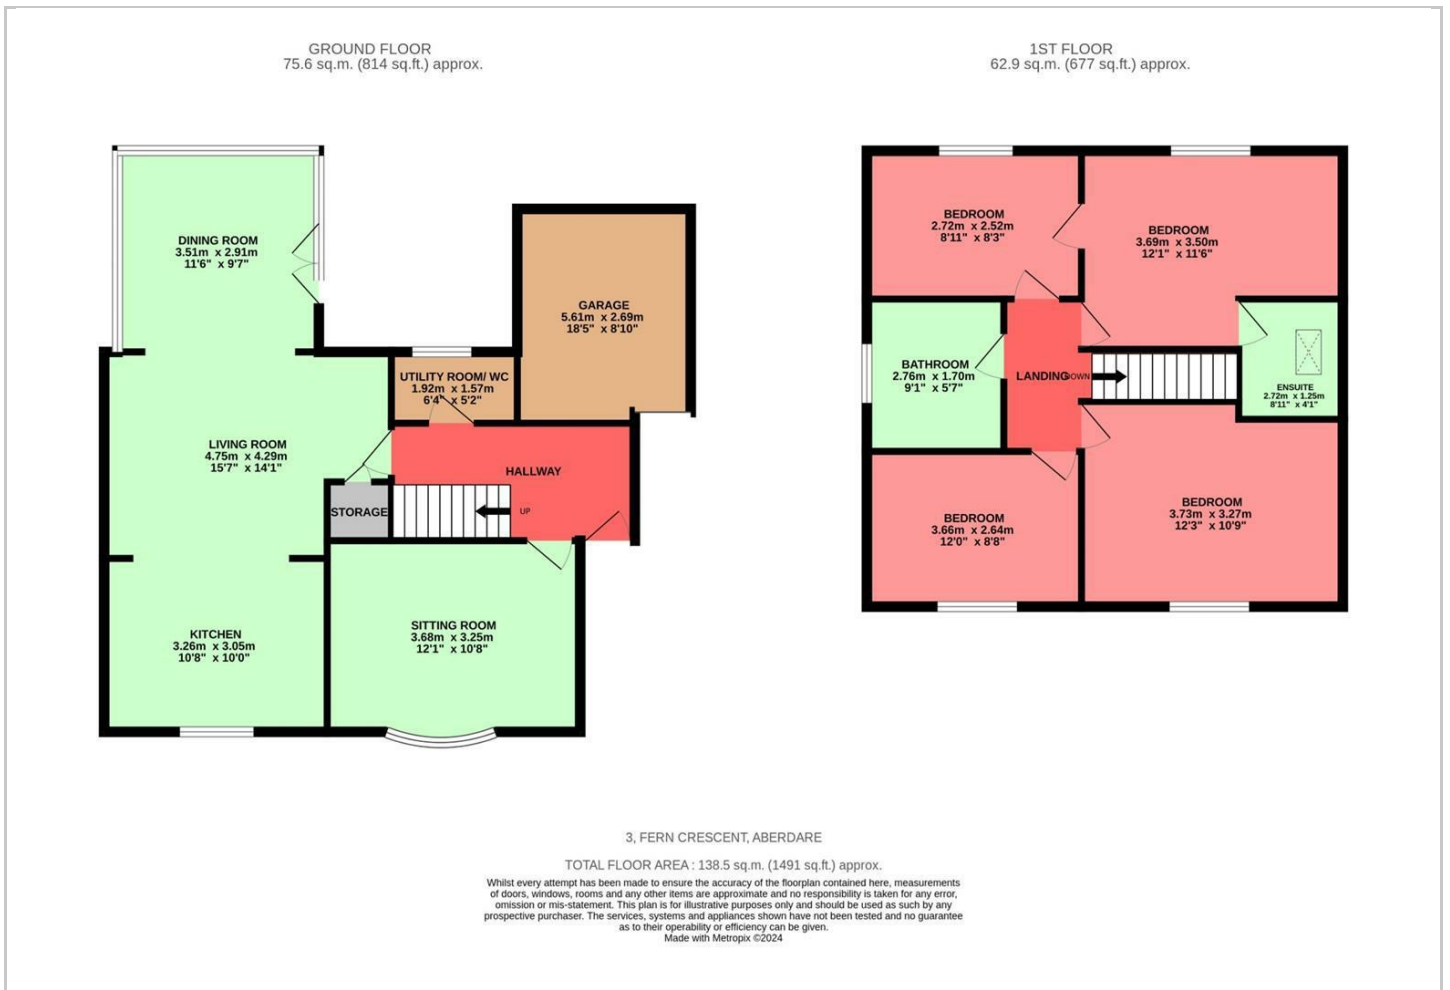 GROUND FLOOR
75.6 sq.m. (814 sq.ft.) approx.
DINING ROOM
3.51m x 2.91m
11'6" x 9'7"
GARAGE
5.61m x 2.69m
18'5" x 8'10"
UTILITY ROOM/ WC
1.92m x 1.57m
6'4" x 5'2"
LIVING ROOM
4.75m x 4.29m
15'7" x 14'1"
HALLWAY
STORAGE
UP
KITCHEN
3.26m x 3.05m
10'8" x 10'0"
SITTING ROOM
3.68m x 3.25m
12'1" x 10'8"
1ST FLOOR
62.9 sq.m. (677 sq.ft.) approx.
BEDROOM
2.72m x 2.52m
8'11" x 8'3"
BEDROOM
3.69m x 3.50m
12'1" x 11'6"
BATHROOM
2.76m x 1.70m
9'1" x 5'7"
LANDING
DOWN
ENSUITE
2.72m x 1.25m
8'11" x 4'1"
BEDROOM
3.66m x 2.64m
12'0" x 8'8"
BEDROOM
3.73m x 3.27m
12'3" x 10'9"
3, FERN CRESCENT, ABERDARE
TOTAL FLOOR AREA : 138.5 sq.m. (1491 sq.ft.) approx.
Whilst every attempt has been made to ensure the accuracy of the floorplan contained here, measurements
of doors, windows, rooms and any other items are approximate and no responsibility is taken for any error,
omission or mis-statement. This plan is for illustrative purposes only and should be used as such by any
prospective purchaser. The services, systems and appliances shown have not been tested and no guarantee
as to their operability or efficiency can be given.
Made with Metropix ©2024